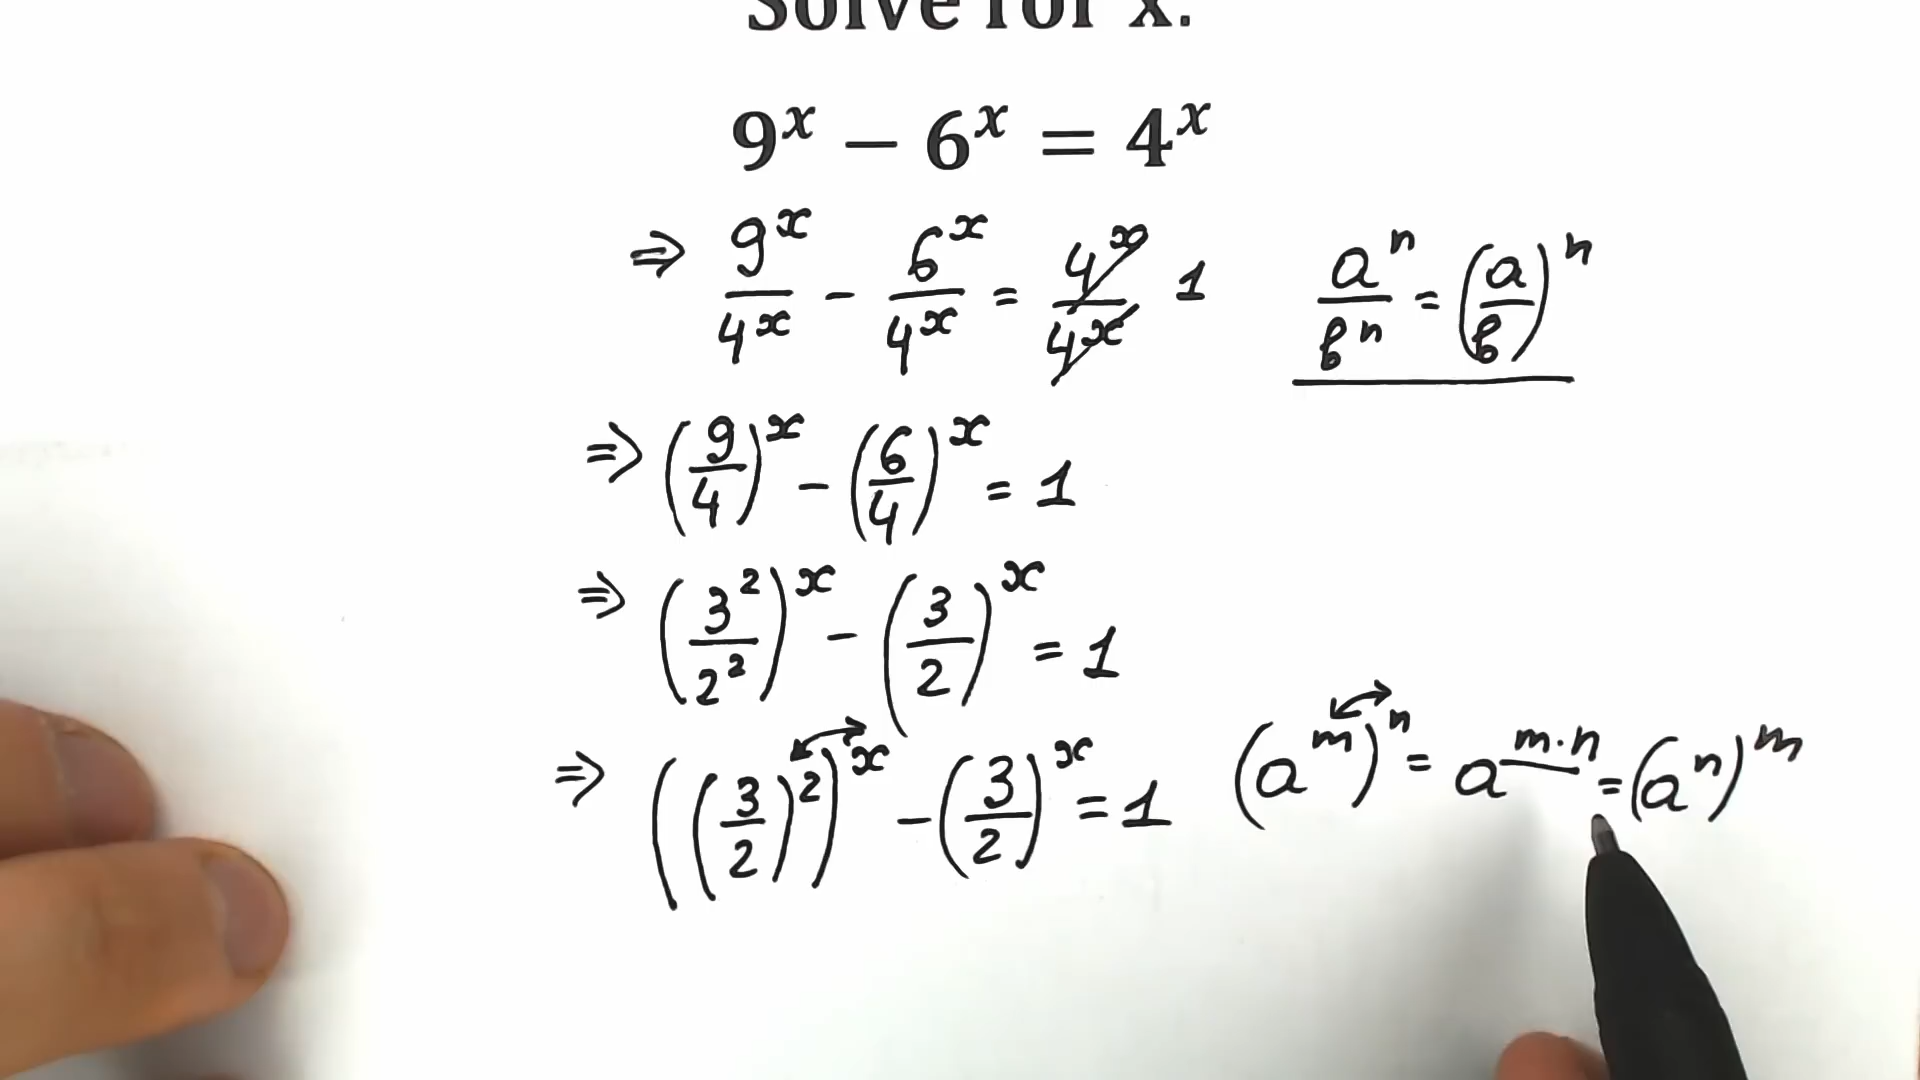 Solve for x.
9^x − 6^x = 4^x
⇒ 9^x/4^x − 6^x/4^x = 4^x/4^x 1
a^n/b^n = (a/b)^n
⇒ (9/4)^x − (6/4)^x = 1
⇒ (3^2/2^2)^x − (3/2)^x = 1
⇒ ((3/2)^2)^x − (3/2)^x = 1
(a^m)^n = a^(m·n) = (a^n)^m